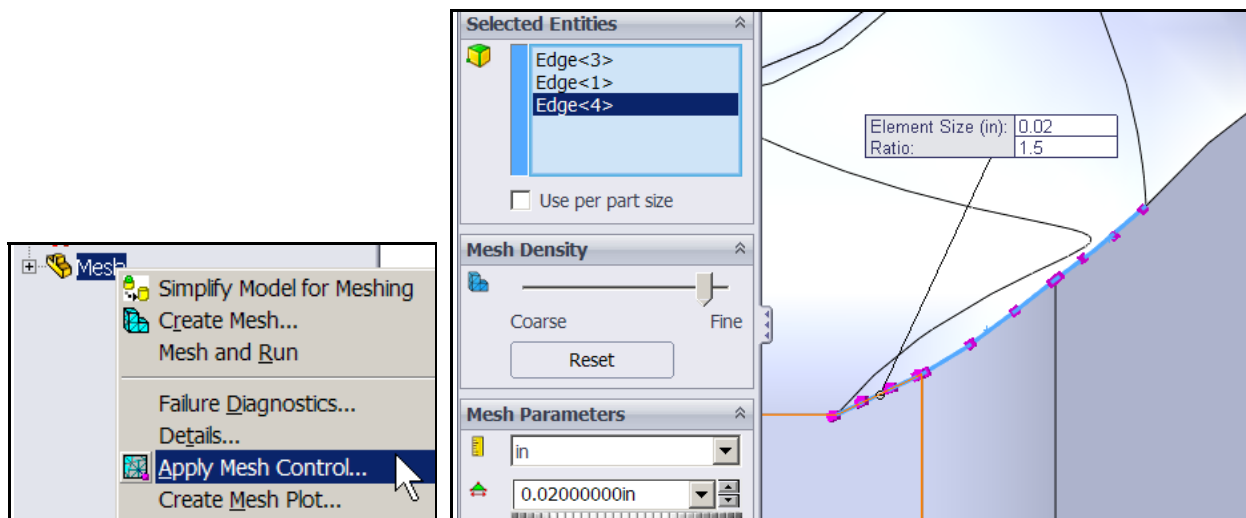 Mesh
Simplify Model for Meshing
Create Mesh...
Mesh and Run
Failure Diagnostics...
Details...
Apply Mesh Control...
Create Mesh Plot...
Selected Entities
Edge<3>
Edge<1>
Edge<4>
Use per part size
Mesh Density
Coarse Fine
Reset
Mesh Parameters
in
0.02000000in
Element Size (in): 0.02
Ratio: 1.5